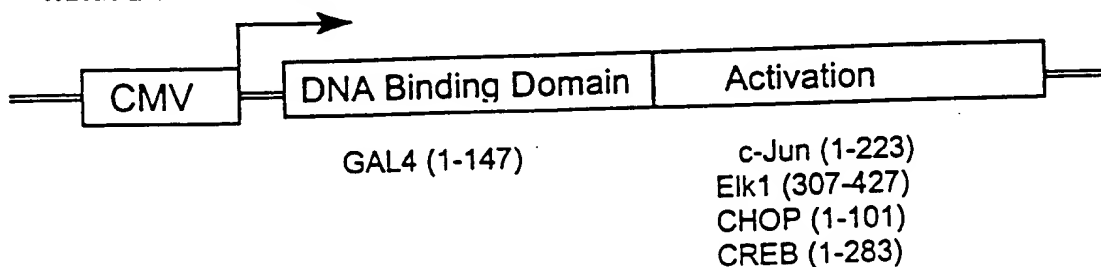 CMV DNA Binding Domain Activation
GAL4 (1-147) c-Jun (1-223)
Elk1 (307-427)
CHOP (1-101)
CREB (1-283)